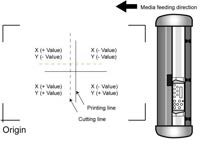 Media feeding direction
X (+ Value) X (- Value)
Y (- Value) Y (- Value)
X (+ Value) X (- Value)
Y (+ Value) Y (+ Value)
Printing line
Cutting line
Origin